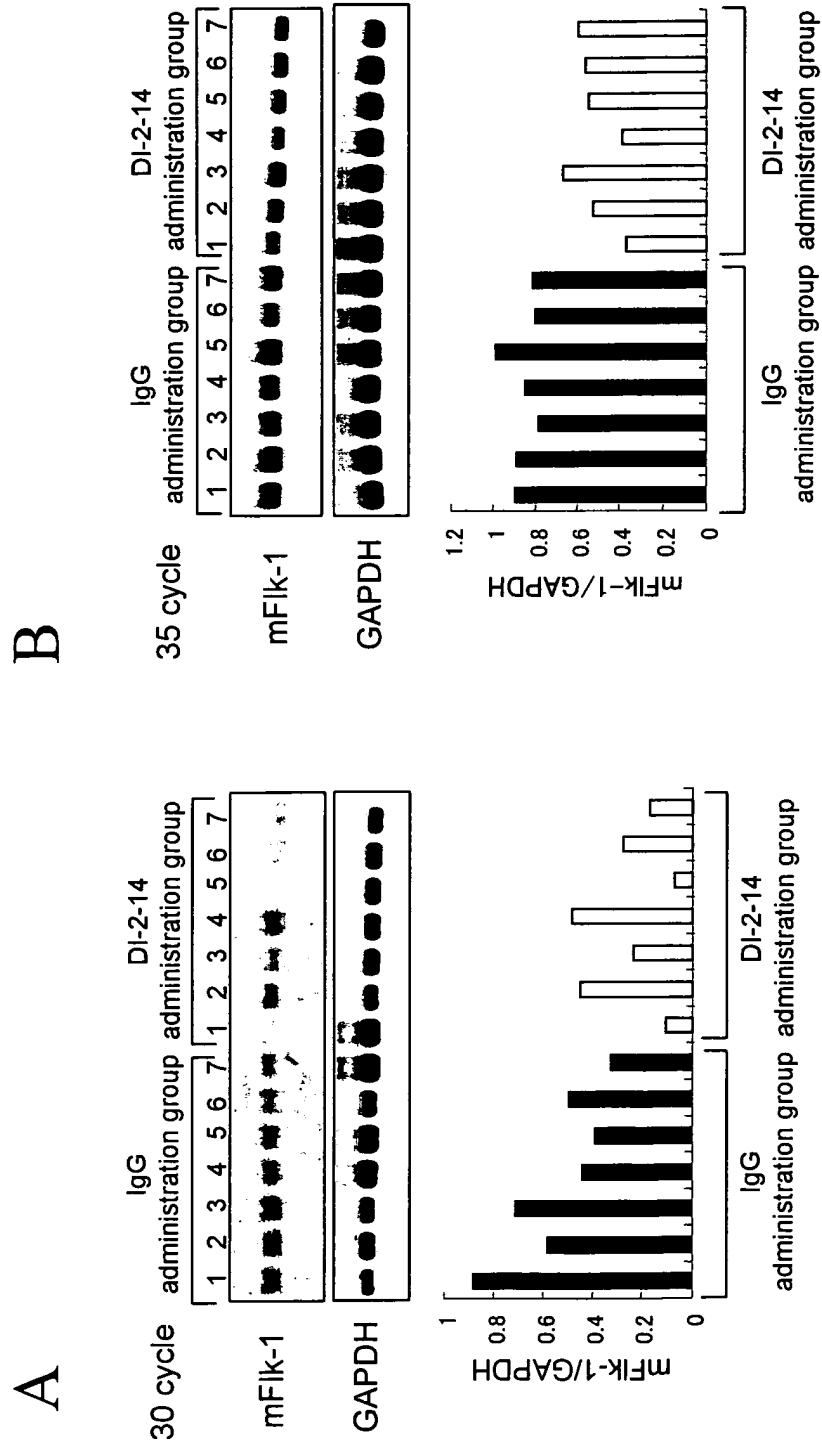 A
30 cycle
IgG
administration group
DI-2-14
administration group
1 2 3 4 5 6 7 1 2 3 4 5 6 7
mFlk-1
GAPDH
mFlk-1/GAPDH
1
0.8
0.6
0.4
0.2
0
IgG
administration group
DI-2-14
administration group
B
35 cycle
IgG
administration group
DI-2-14
administration group
1 2 3 4 5 6 7 1 2 3 4 5 6 7
mFlk-1
GAPDH
mFlk-1/GAPDH
1.2
1
0.8
0.6
0.4
0.2
0
IgG
administration group
DI-2-14
administration group